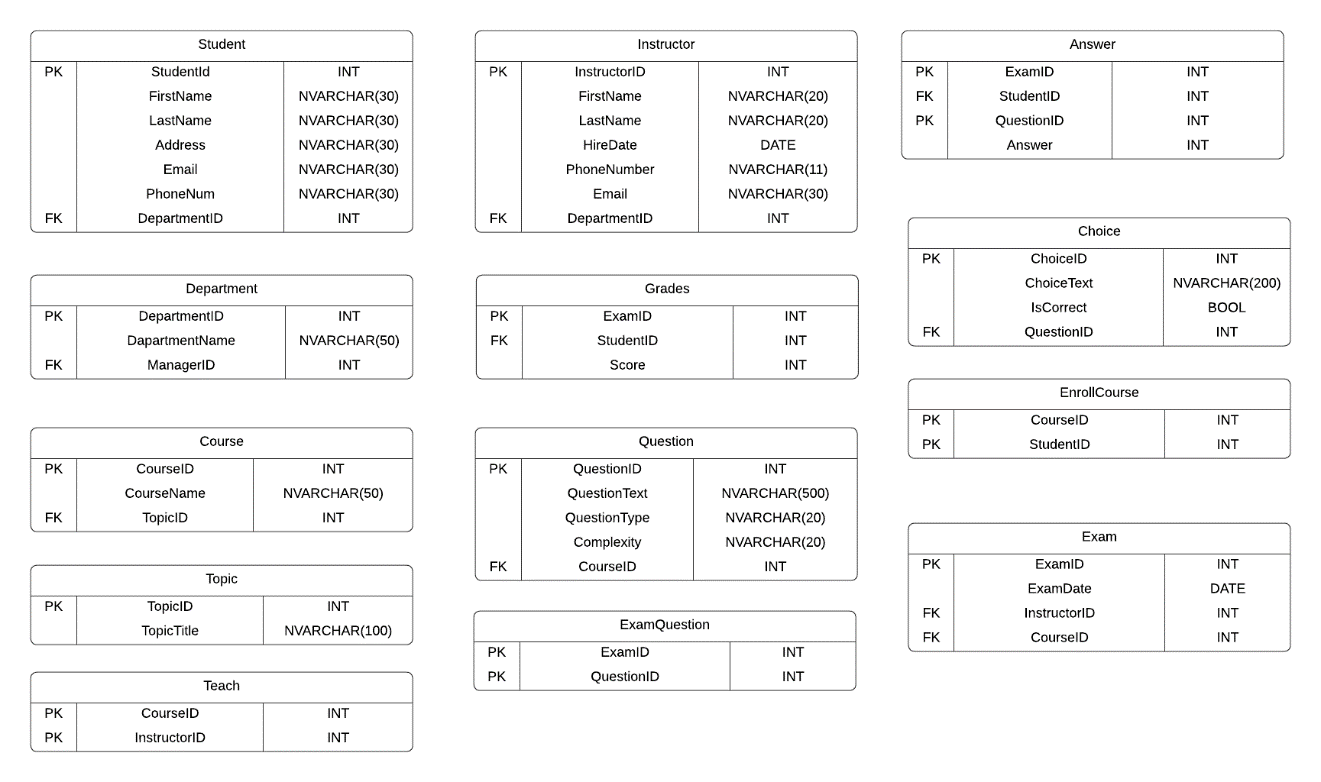 Student
PK StudentId INT
FirstName NVARCHAR(30)
LastName NVARCHAR(30)
Address NVARCHAR(30)
Email NVARCHAR(30)
PhoneNum NVARCHAR(30)
FK DepartmentID INT
Department
PK DepartmentID INT
DapartmentName NVARCHAR(50)
FK ManagerID INT
Course
PK CourseID INT
CourseName NVARCHAR(50)
FK TopicID INT
Topic
PK TopicID INT
TopicTitle NVARCHAR(100)
Teach
PK CourseID INT
PK InstructorID INT
Instructor
PK InstructorID INT
FirstName NVARCHAR(20)
LastName NVARCHAR(20)
HireDate DATE
PhoneNumber NVARCHAR(11)
Email NVARCHAR(30)
FK DepartmentID INT
Grades
PK ExamID INT
FK StudentID INT
Score INT
Question
PK QuestionID INT
QuestionText NVARCHAR(500)
QuestionType NVARCHAR(20)
Complexity NVARCHAR(20)
FK CourseID INT
ExamQuestion
PK ExamID INT
PK QuestionID INT
Answer
PK ExamID INT
FK StudentID INT
PK QuestionID INT
Answer INT
Choice
PK ChoiceID INT
ChoiceText NVARCHAR(200)
IsCorrect BOOL
FK QuestionID INT
EnrollCourse
PK CourseID INT
PK StudentID INT
Exam
PK ExamID INT
ExamDate DATE
FK InstructorID INT
FK CourseID INT